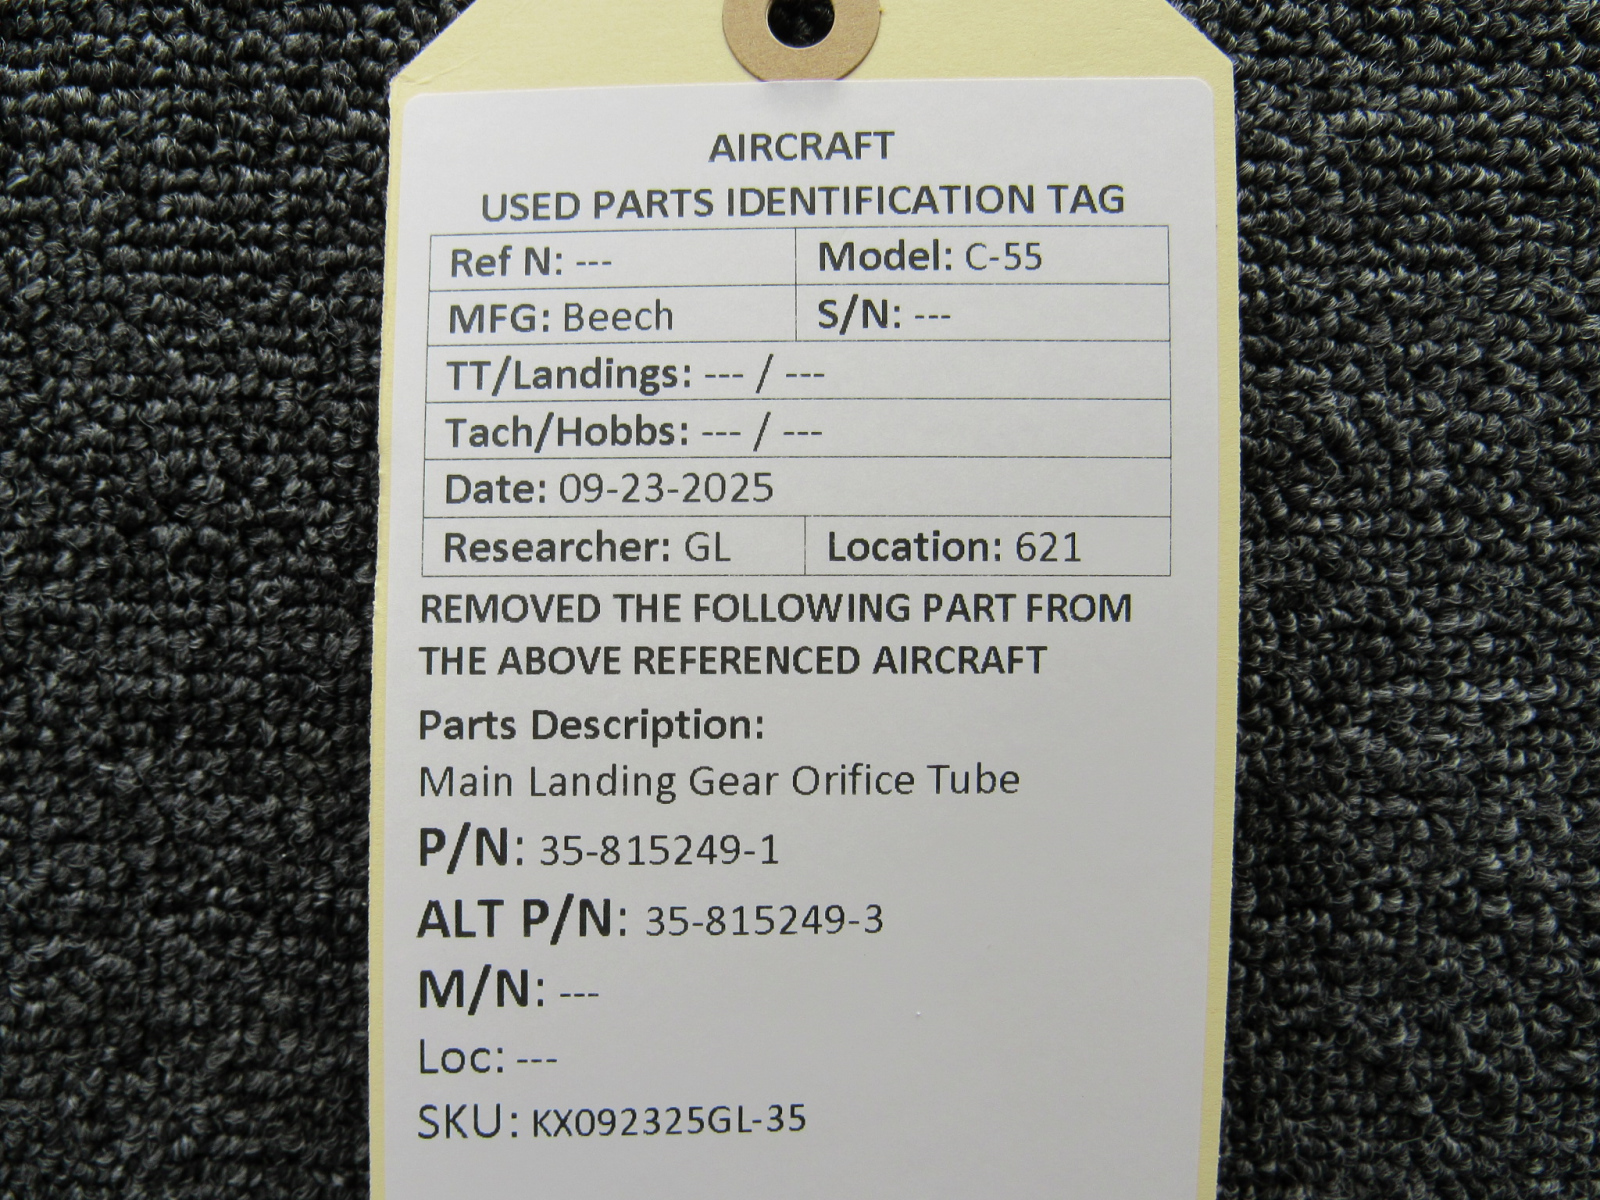 AIRCRAFT
USED PARTS IDENTIFICATION TAG
Ref N: --- Model: C-55
MFG: Beech S/N: ---
TT/Landings: --- / ---
Tach/Hobbs: --- / ---
Date: 09-23-2025
Researcher: GL Location: 621
REMOVED THE FOLLOWING PART FROM
THE ABOVE REFERENCED AIRCRAFT
Parts Description:
Main Landing Gear Orifice Tube
P/N: 35-815249-1
ALT P/N: 35-815249-3
M/N: ---
Loc: ---
SKU: KX092325GL-35